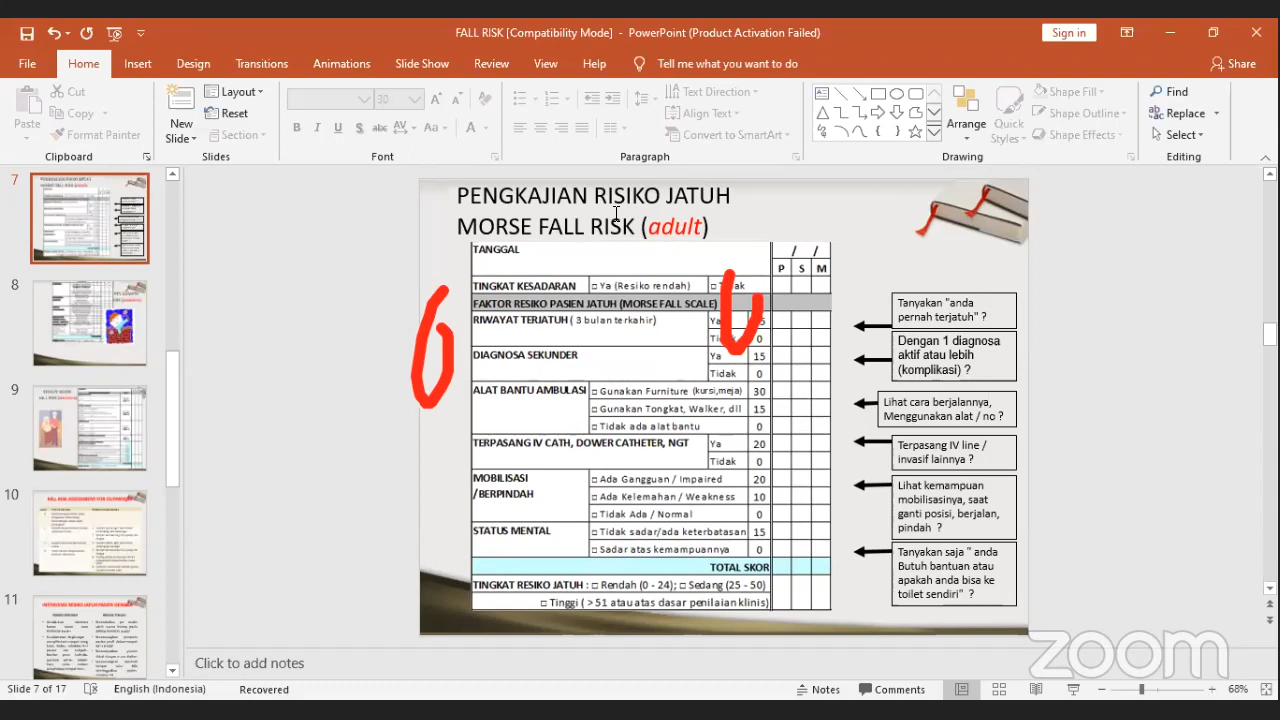 FALL RISK [Compatibility Mode] - PowerPoint (Product Activation Failed)
Sign in
File Home Insert Design Transitions Animations Slide Show Review View Help Tell me what you want to do Share
Paste
Cut
Copy
Format Painter
Clipboard
New Slide
Layout
Reset
Section
Slides
30
Font
Text Direction
Align Text
Convert to SmartArt
Paragraph
Arrange
Quick Styles
Shape Fill
Shape Outline
Shape Effects
Drawing
Find
Replace
Select
Editing
7
8
9
10
11
PENGKAJIAN RISIKO JATUH
MORSE FALL RISK (adult)
TANGGAL / /
P S M
TINGKAT KESADARAN □ Ya (Resiko rendah) □
RESIKO PASIEN JATUH (MORSE FALL SCALE)
TERJATUH ( 3 bulan terkahir) Ya
0
DIAGNOSA SEKUNDER Ya 15
Tidak 0
ALAT BANTU AMBULASI □ Gunakan Furniture (kursi,meja) 30
□ Gunakan Tongkat, Walker, dll 15
□ Tidak ada alat bantu 0
TERPASANG IV CATH, DOWER CATHETER, NGT Ya 20
Tidak 0
MOBILISASI /BERPINDAH □ Ada Gangguan / Impaired 20
□ Ada Kelemahan / Weakness 10
□ Tidak Ada / Normal 0
STATUS MENTAL □ Tidak sadar/ada keterbatasan 15
□ Sadar atas kemampuannya 0
TOTAL SKOR
TINGKAT RESIKO JATUH : □ Rendah (0 - 24); □ Sedang (25 - 50)
□ Tinggi ( > 51 atau atas dasar penilaian klinis)
Tanyakan "anda
pernah terjatuh" ?
Dengan 1 diagnosa
aktif atau lebih
(komplikasi) ?
Lihat cara berjalannya,
Menggunakan alat / no ?
Terpasang IV line /
invasif lainnya ?
Lihat kemampuan
mobilisasinya, saat
ganti posisi, berjalan,
pindah ?
Tanyakan saja" anda
Butuh bantuan atau
apakah anda bisa ke
toilet sendiri" ?
zoom
Click to add notes
Slide 7 of 17 English (Indonesia) Recovered Notes Comments 68%